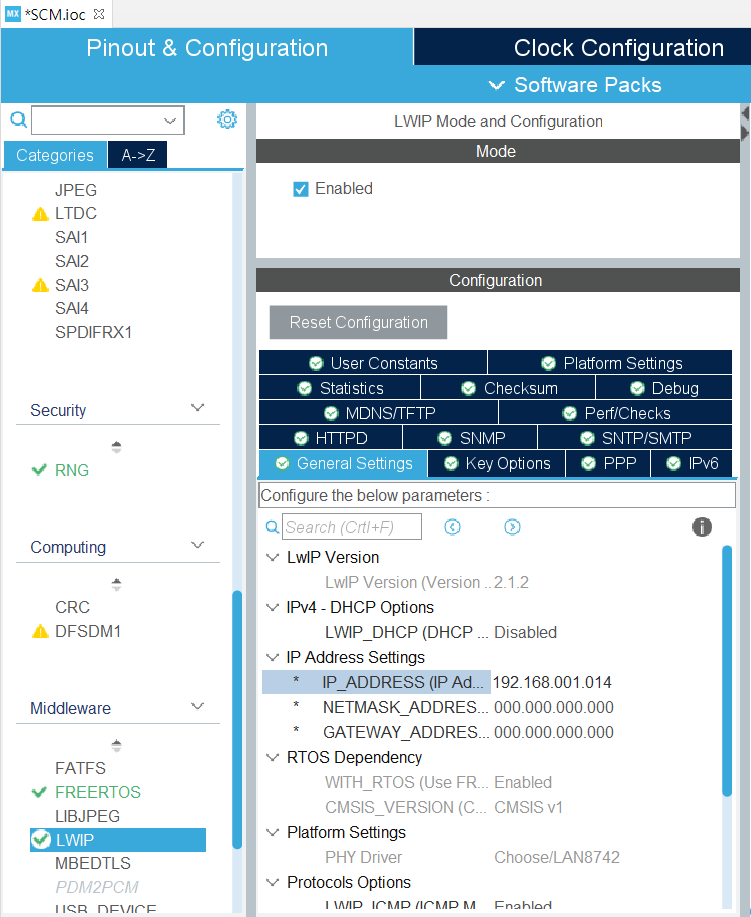 MX *SCM.ioc
Pinout & Configuration
Clock Configuration
Software Packs
Categories
A->Z
JPEG
LTDC
SAI1
SAI2
SAI3
SAI4
SPDIFRX1
Security
RNG
Computing
CRC
DFSDM1
Middleware
FATFS
FREERTOS
LIBJPEG
LWIP
MBEDTLS
PDM2PCM
USB_DEVICE
LWIP Mode and Configuration
Mode
Enabled
Configuration
Reset Configuration
User Constants
Platform Settings
Statistics
Checksum
Debug
MDNS/TFTP
Perf/Checks
HTTPD
SNMP
SNTP/SMTP
General Settings
Key Options
PPP
IPv6
Configure the below parameters :
Search (Crtl+F)
LwIP Version
LwIP Version (Version ... 2.1.2
IPv4 - DHCP Options
LWIP_DHCP (DHCP ... Disabled
IP Address Settings
* IP_ADDRESS (IP Ad... 192.168.001.014
* NETMASK_ADDRES... 000.000.000.000
* GATEWAY_ADDRES... 000.000.000.000
RTOS Dependency
WITH_RTOS (Use FR... Enabled
CMSIS_VERSION (C... CMSIS v1
Platform Settings
PHY Driver Choose/LAN8742
Protocols Options
LWIP_ICMP (ICMP M... Enabled